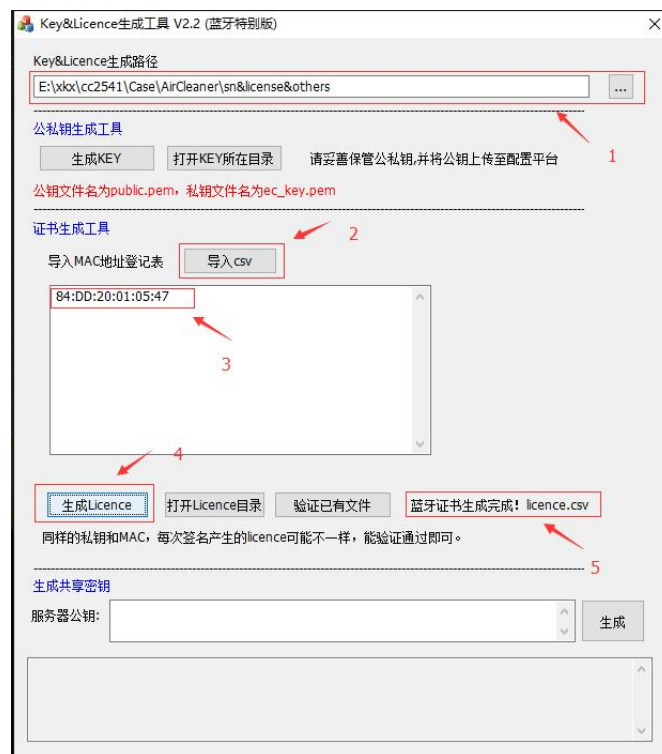 Key&Licence生成工具 V2.2 (蓝牙特别版)
Key&Licence生成路径
E:\xkx\cc2541\Case\AirCleaner\sn&license&others
...
1
公私钥生成工具
生成KEY 打开KEY所在目录 请妥善保管公私钥,并将公钥上传至配置平台
公钥文件名为public.pem，私钥文件名为ec_key.pem
证书生成工具
2
导入MAC地址登记表 导入csv
84:DD:20:01:05:47
3
4
生成Licence 打开Licence目录 验证已有文件 蓝牙证书生成完成！licence.csv
同样的私钥和MAC，每次签名产生的licence可能不一样，能验证通过即可。
5
生成共享密钥
服务器公钥: 生成